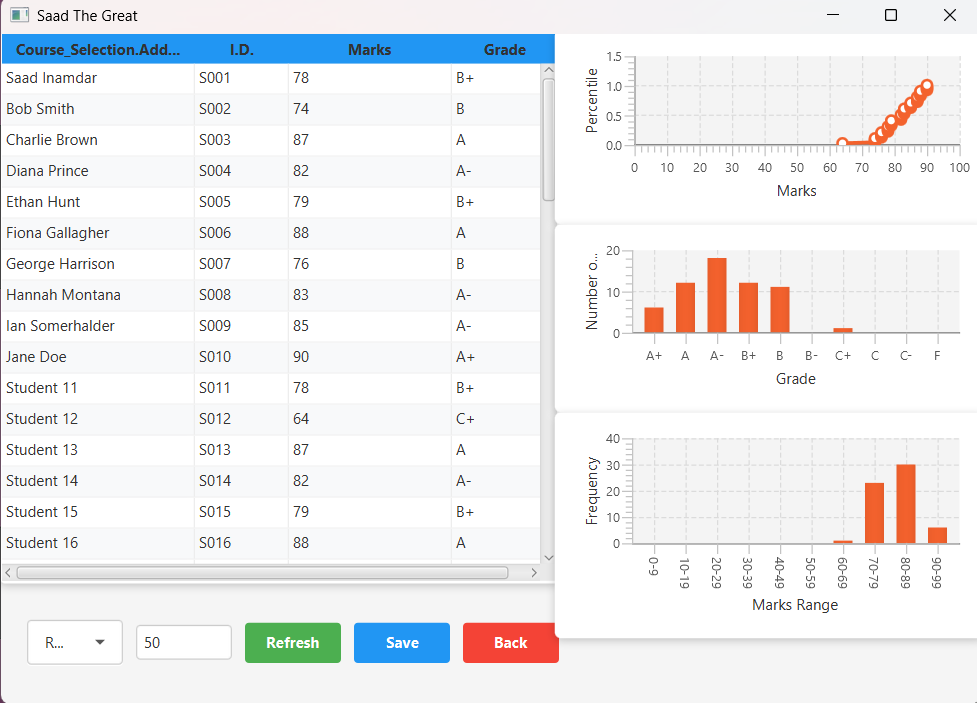 Saad The Great
Course_Selection.Add... I.D. Marks Grade
Saad Inamdar S001 78 B+
Bob Smith S002 74 B
Charlie Brown S003 87 A
Diana Prince S004 82 A-
Ethan Hunt S005 79 B+
Fiona Gallagher S006 88 A
George Harrison S007 76 B
Hannah Montana S008 83 A-
Ian Somerhalder S009 85 A-
Jane Doe S010 90 A+
Student 11 S011 78 B+
Student 12 S012 64 C+
Student 13 S013 87 A
Student 14 S014 82 A-
Student 15 S015 79 B+
Student 16 S016 88 A
R... 50 Refresh Save Back
Percentile
1.5
1.0
0.5
0.0
0 10 20 30 40 50 60 70 80 90 100
Marks
Number o...
20
10
0
A+ A A- B+ B B- C+ C C- F
Grade
Frequency
40
30
20
10
0
0-9 10-19 20-29 30-39 40-49 50-59 60-69 70-79 80-89 90-99
Marks Range